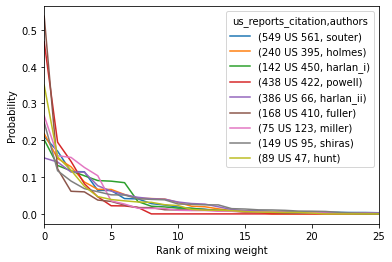 us_reports_citation,authors
(549 US 561, souter)
(240 US 395, holmes)
(142 US 450, harlan_i)
(438 US 422, powell)
(386 US 66, harlan_ii)
(168 US 410, fuller)
(75 US 123, miller)
(149 US 95, shiras)
(89 US 47, hunt)
Probability
0.5
0.4
0.3
0.2
0.1
0.0
0 5 10 15 20 25
Rank of mixing weight